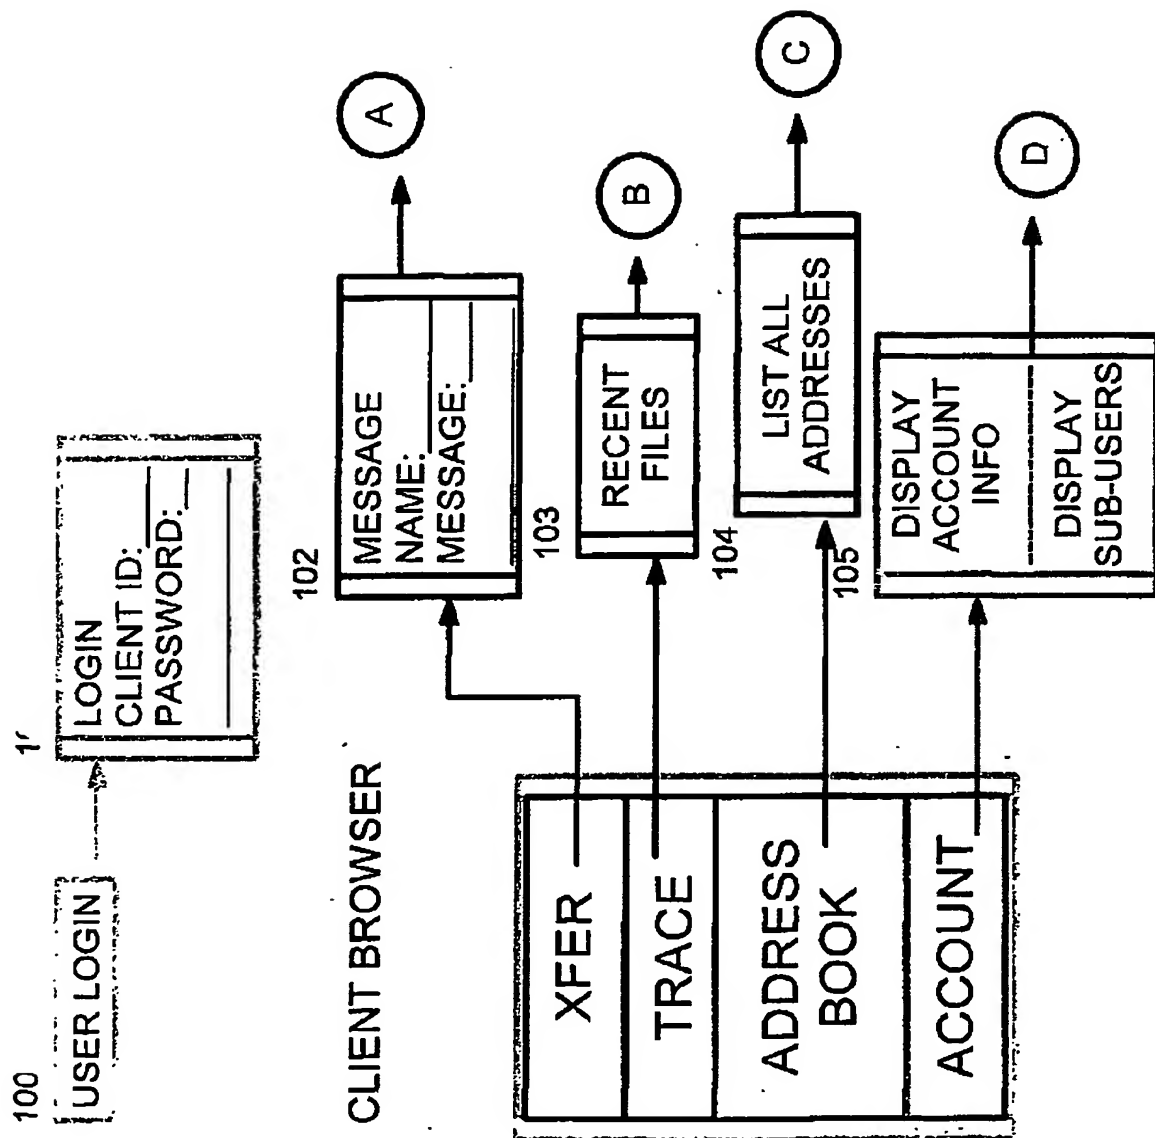 100
USER LOGIN
LOGIN
CLIENT ID:
PASSWORD:
CLIENT BROWSER
XFER
TRACE
ADDRESS
BOOK
ACCOUNT
102
MESSAGE
NAME:
MESSAGE:
A
103
RECENT
FILES
B
104
LIST ALL
ADDRESSES
C
105
DISPLAY
ACCOUNT
INFO
DISPLAY
SUB-USERS
D